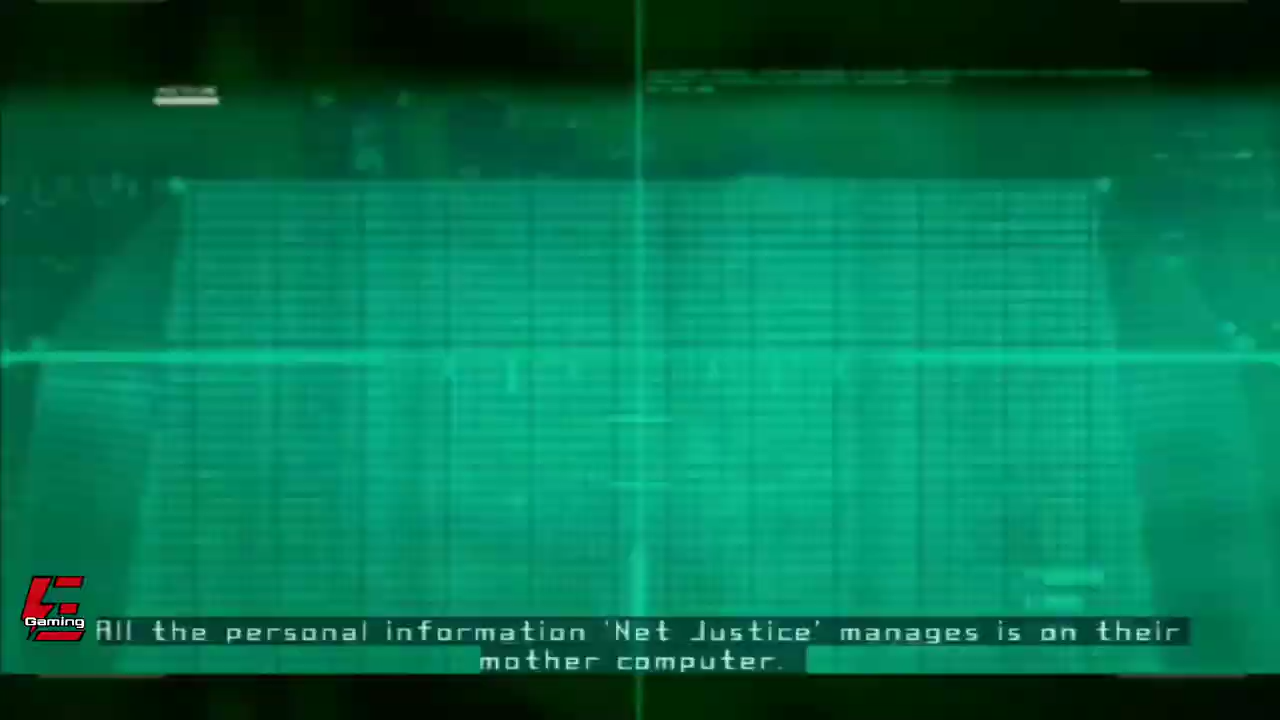 Gaming
All the personal information 'Net Justice' manages is on their
mother computer.